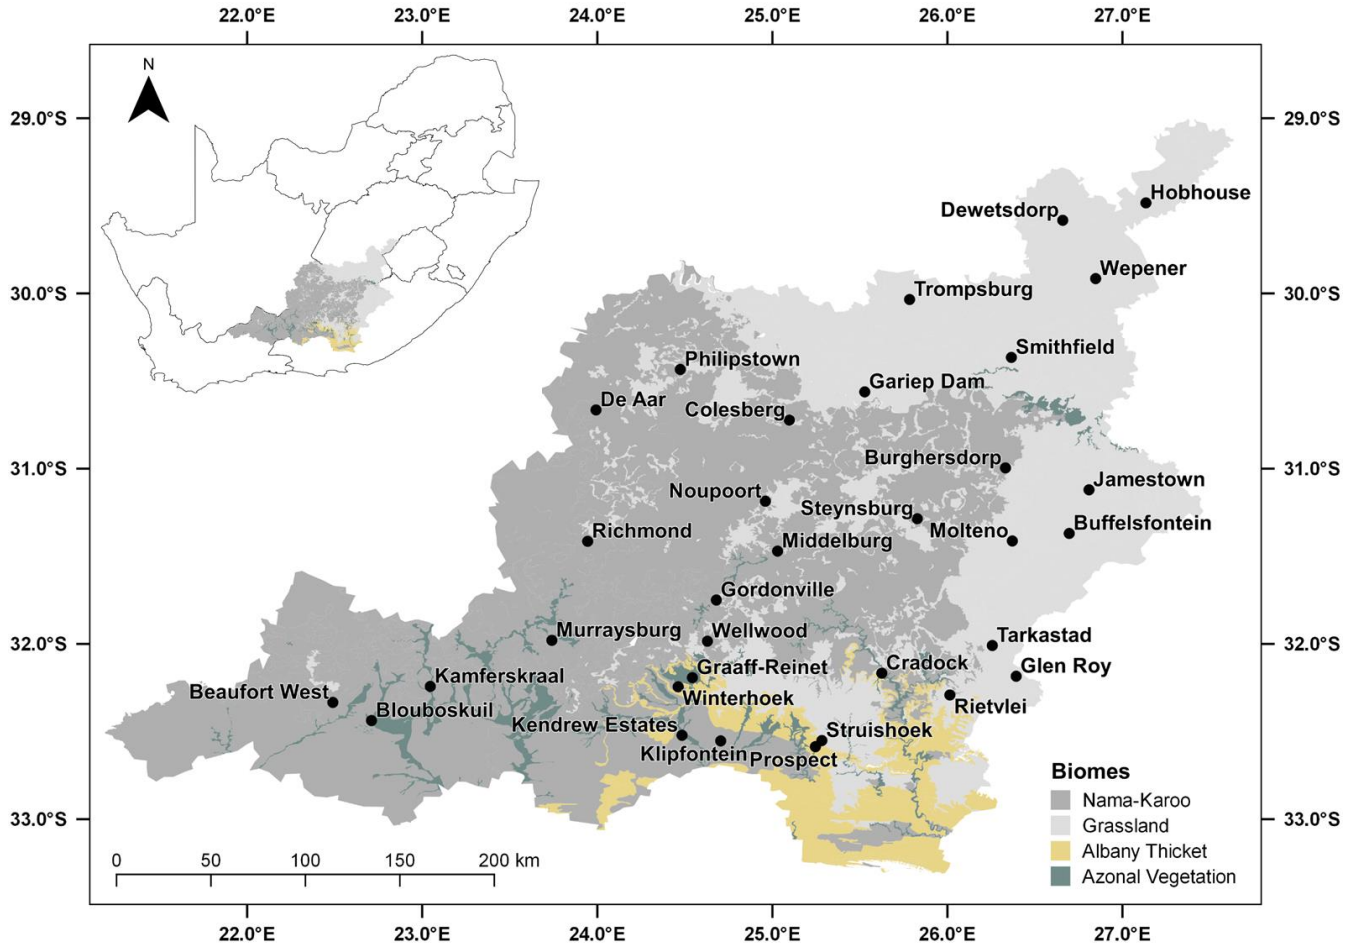 22.0°E 23.0°E 24.0°E 25.0°E 26.0°E 27.0°E
N
29.0°S 29.0°S
Hobhouse
Dewetsdorp
Wepener
30.0°S Trompsburg 30.0°S
Smithfield
Philipstown
Gariep Dam
De Aar
Colesberg
Burghersdorp
31.0°S 31.0°S
Jamestown
Noupoort
Steynsburg
Buffelsfontein
Richmond
Molteno
Middelburg
Gordonville
Murraysburg
Wellwood
Tarkastad
32.0°S 32.0°S
Cradock
Glen Roy
Graaff-Reinet
Kamferskraal
Beaufort West
Winterhoek
Rietvlei
Blouboskuil
Kendrew Estates
Struishoek
Klipfontein
Prospect
Biomes
Nama-Karoo
33.0°S 33.0°S
Grassland
Albany Thicket
0 50 100 150 200 km
Azonal Vegetation
22.0°E 23.0°E 24.0°E 25.0°E 26.0°E 27.0°E